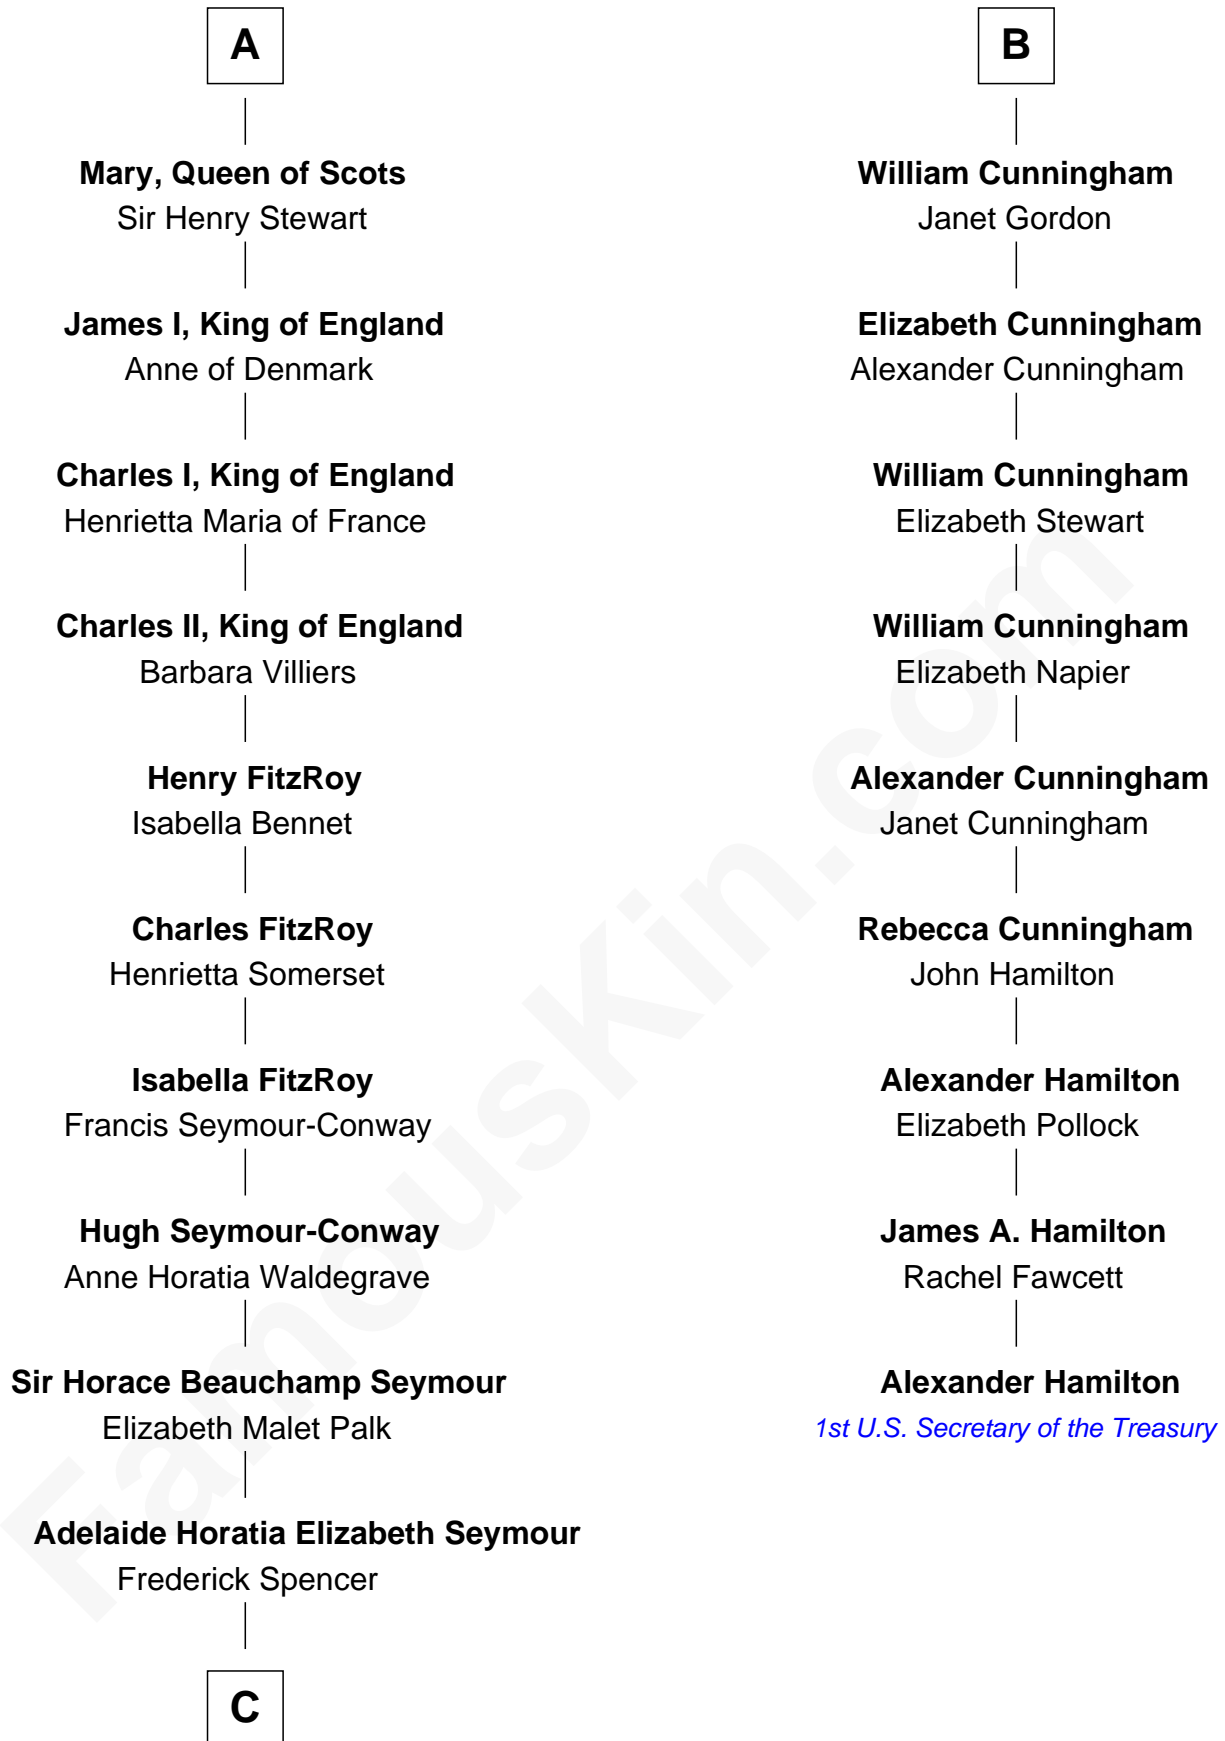 A
Mary, Queen of Scots
Sir Henry Stewart
James I, King of England
Anne of Denmark
Charles I, King of England
Henrietta Maria of France
Charles II, King of England
Barbara Villiers
Henry FitzRoy
Isabella Bennet
Charles FitzRoy
Henrietta Somerset
Isabella FitzRoy
Francis Seymour-Conway
Hugh Seymour-Conway
Anne Horatia Waldegrave
Sir Horace Beauchamp Seymour
Elizabeth Malet Palk
Adelaide Horatia Elizabeth Seymour
Frederick Spencer
C
B
William Cunningham
Janet Gordon
Elizabeth Cunningham
Alexander Cunningham
William Cunningham
Elizabeth Stewart
William Cunningham
Elizabeth Napier
Alexander Cunningham
Janet Cunningham
Rebecca Cunningham
John Hamilton
Alexander Hamilton
Elizabeth Pollock
James A. Hamilton
Rachel Fawcett
Alexander Hamilton
1st U.S. Secretary of the Treasury
FamousKin.com